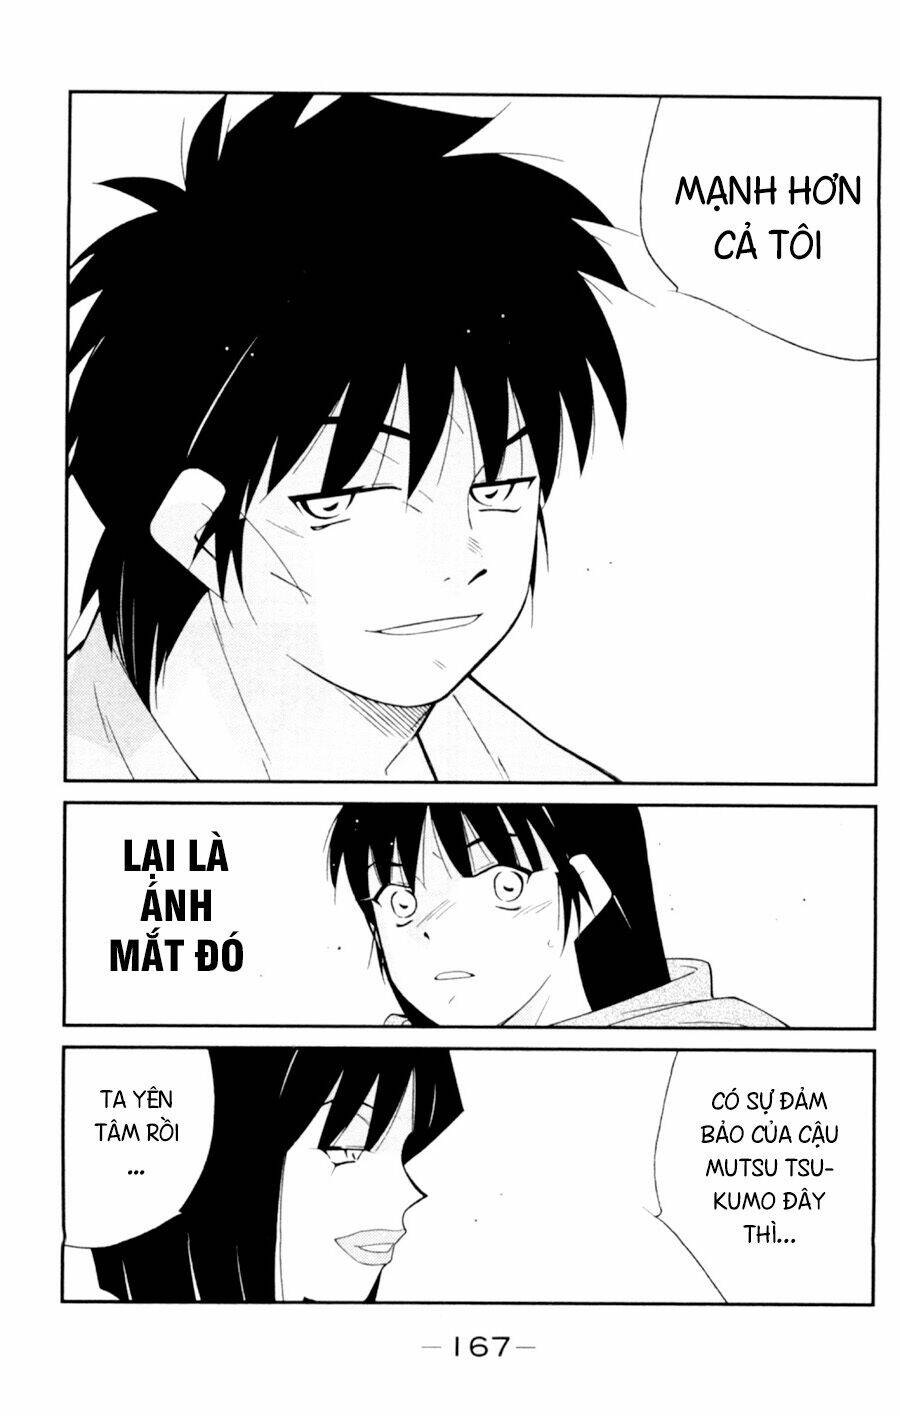 MẠNH HƠN
CẢ TÔI
LẠI LÀ
ÁNH
MẮT ĐÓ
CÓ SỰ ĐẢM
BẢO CỦA CẬU
MUTSU TSU-
KUMO ĐÂY
THÌ...
TA YÊN
TÂM RỒI
...
-167-